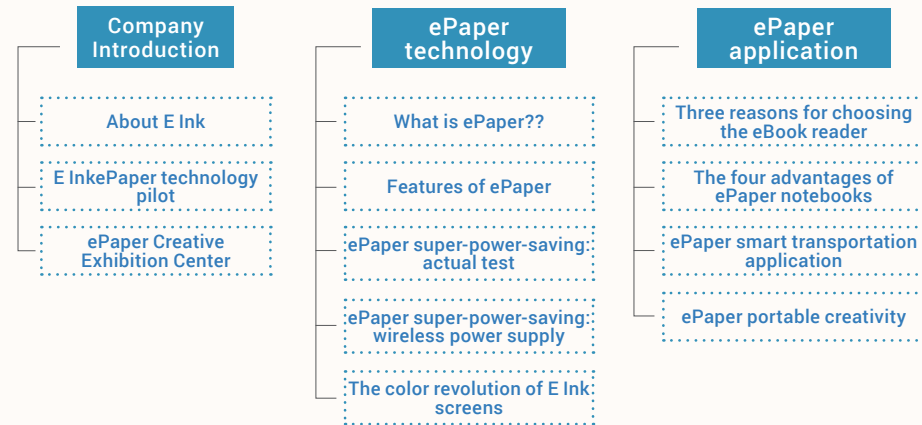 Company
Introduction
About E Ink
E InkePaper technology
pilot
ePaper Creative
Exhibition Center
ePaper
technology
What is ePaper??
Features of ePaper
ePaper super-power-saving:
actual test
ePaper super-power-saving:
wireless power supply
The color revolution of E Ink
screens
ePaper
application
Three reasons for choosing
the eBook reader
The four advantages of
ePaper notebooks
ePaper smart transportation
application
ePaper portable creativity